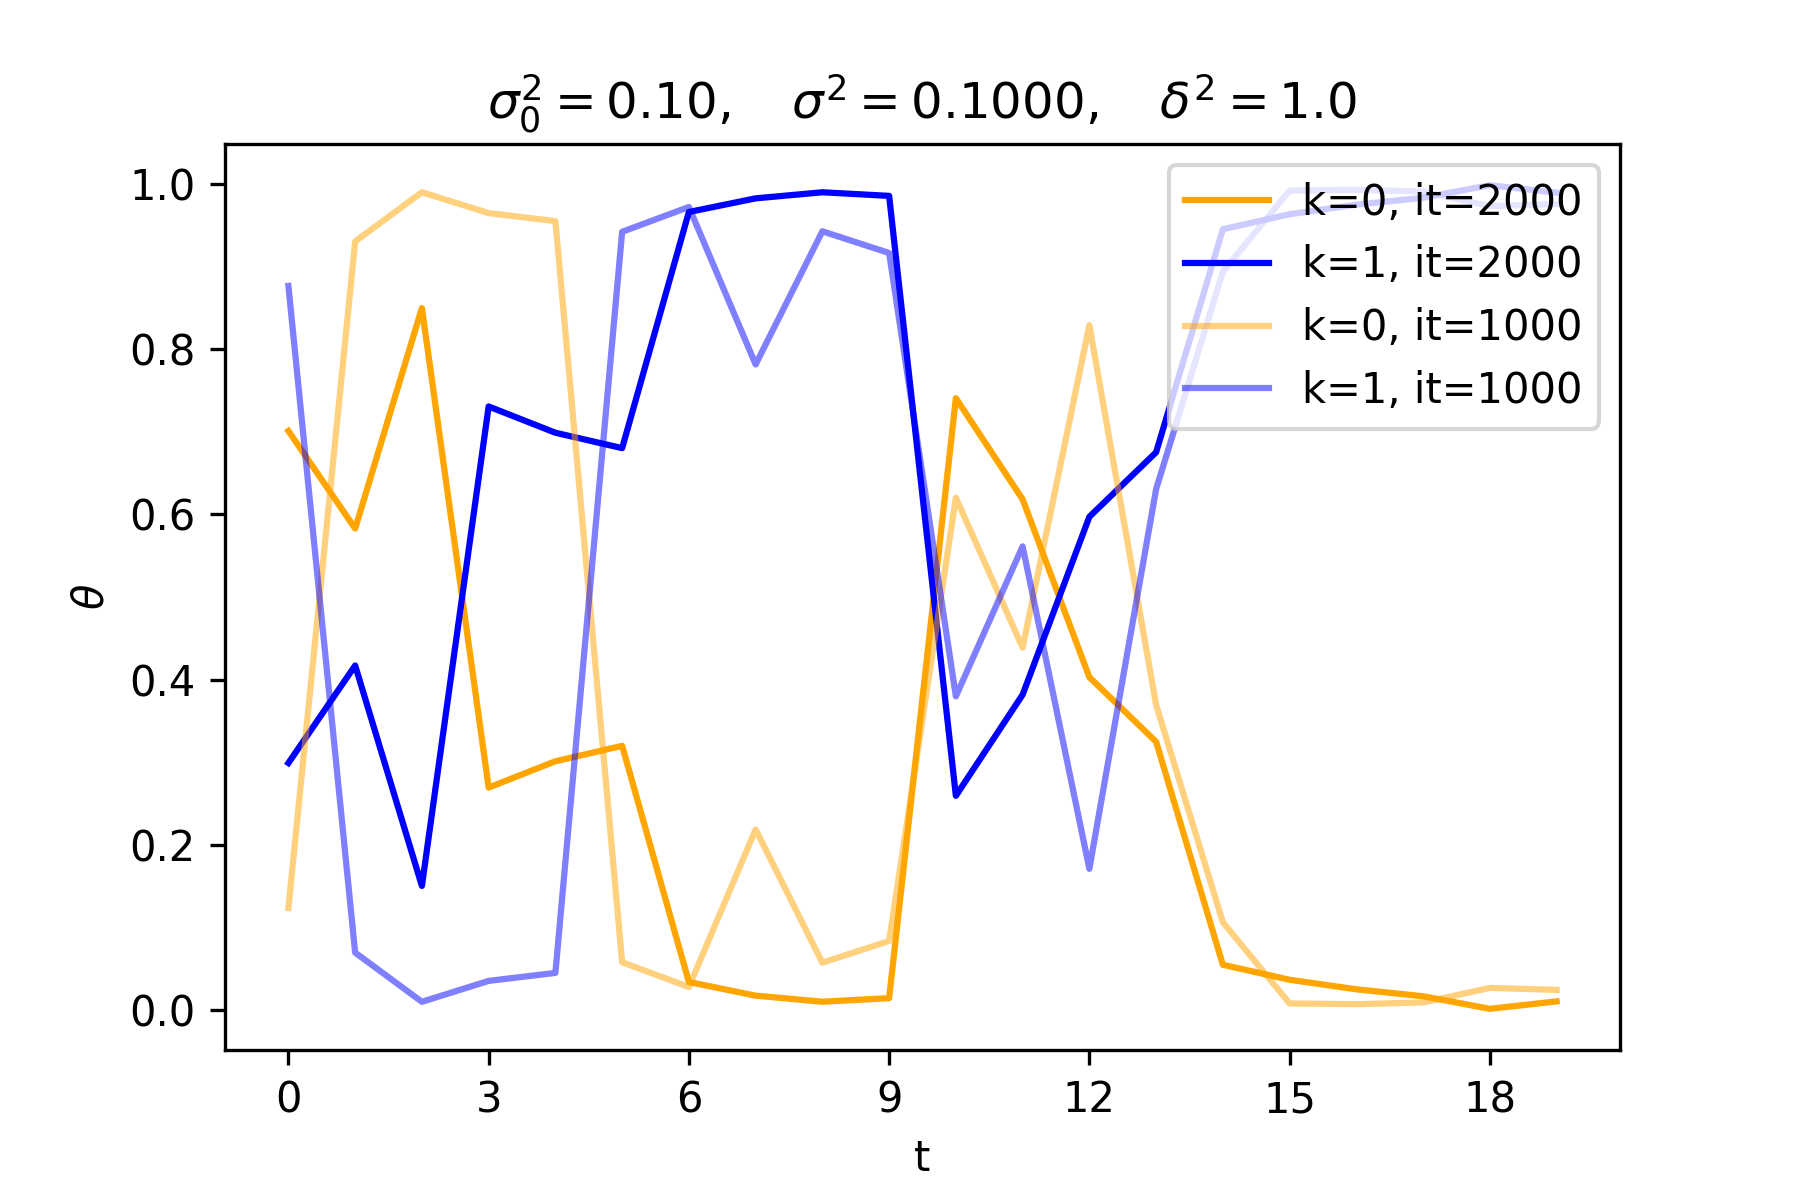 σ₀² = 0.10, σ² = 0.1000, δ² = 1.0
1.0
0.8
0.6
0.4
0.2
0.0
θ
k=0, it=2000
k=1, it=2000
k=0, it=1000
k=1, it=1000
0 3 6 9 12 15 18
t